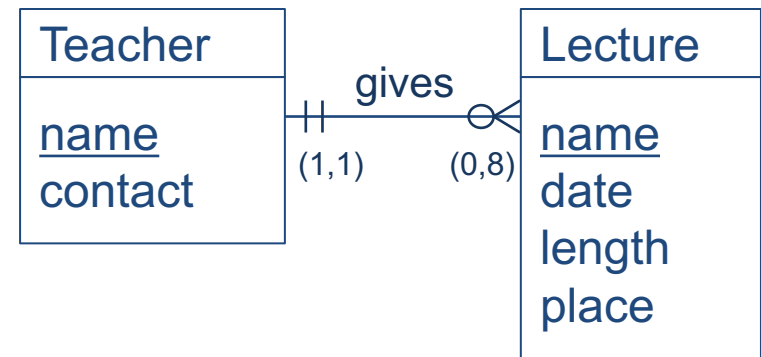 Teacher
name
contact
gives
(1,1)
(0,8)
Lecture
name
date
length
place